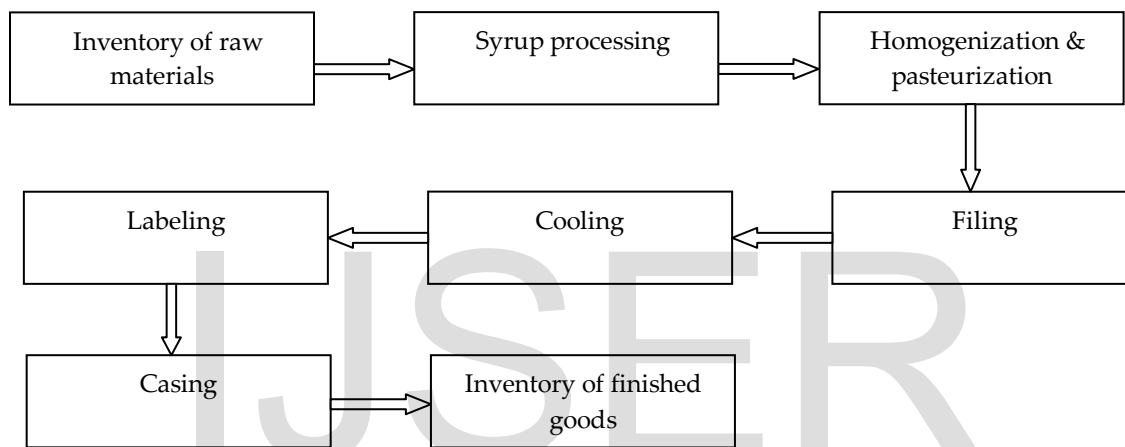 Inventory of raw
materials
Syrup processing
Homogenization &
pasteurization
Filing
Cooling
Labeling
Casing
Inventory of finished
goods
IJSER